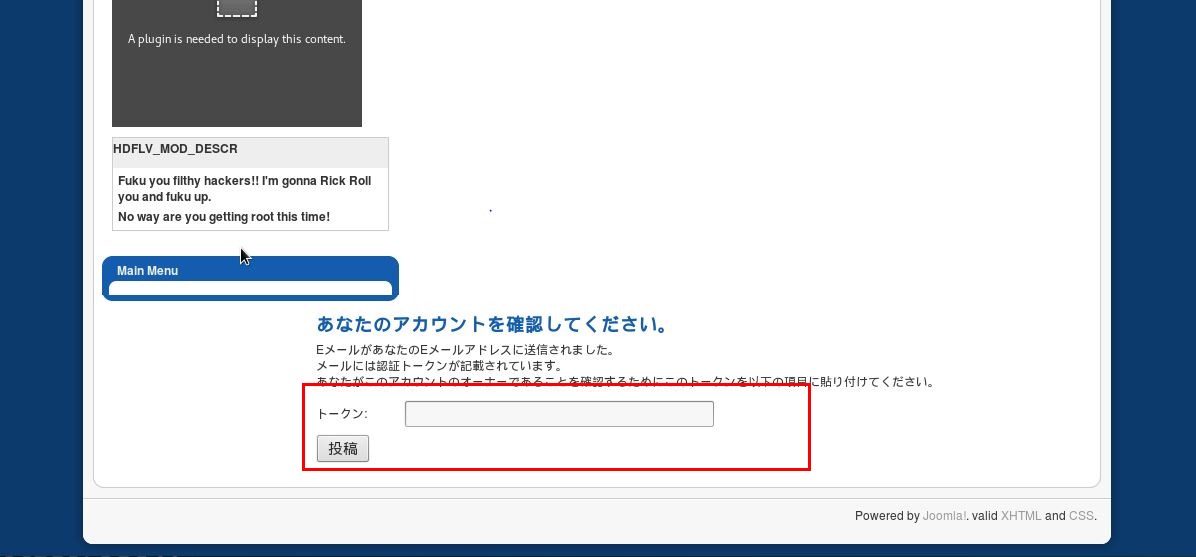 A plugin is needed to display this content.
HDFLV_MOD_DESCR
Fuku you filthy hackers!! I'm gonna Rick Roll
you and fuku up.
No way are you getting root this time!
Main Menu
あなたのアカウントを確認してください。
EメールがあなたのEメールアドレスに送信されました。
メールには認証トークンが記載されています。
あなたがこのアカウントのオーナーであることを確認するためにこのトークンを以下の項目に貼り付けてください。
トークン:
投稿
Powered by Joomla!. valid XHTML and CSS.